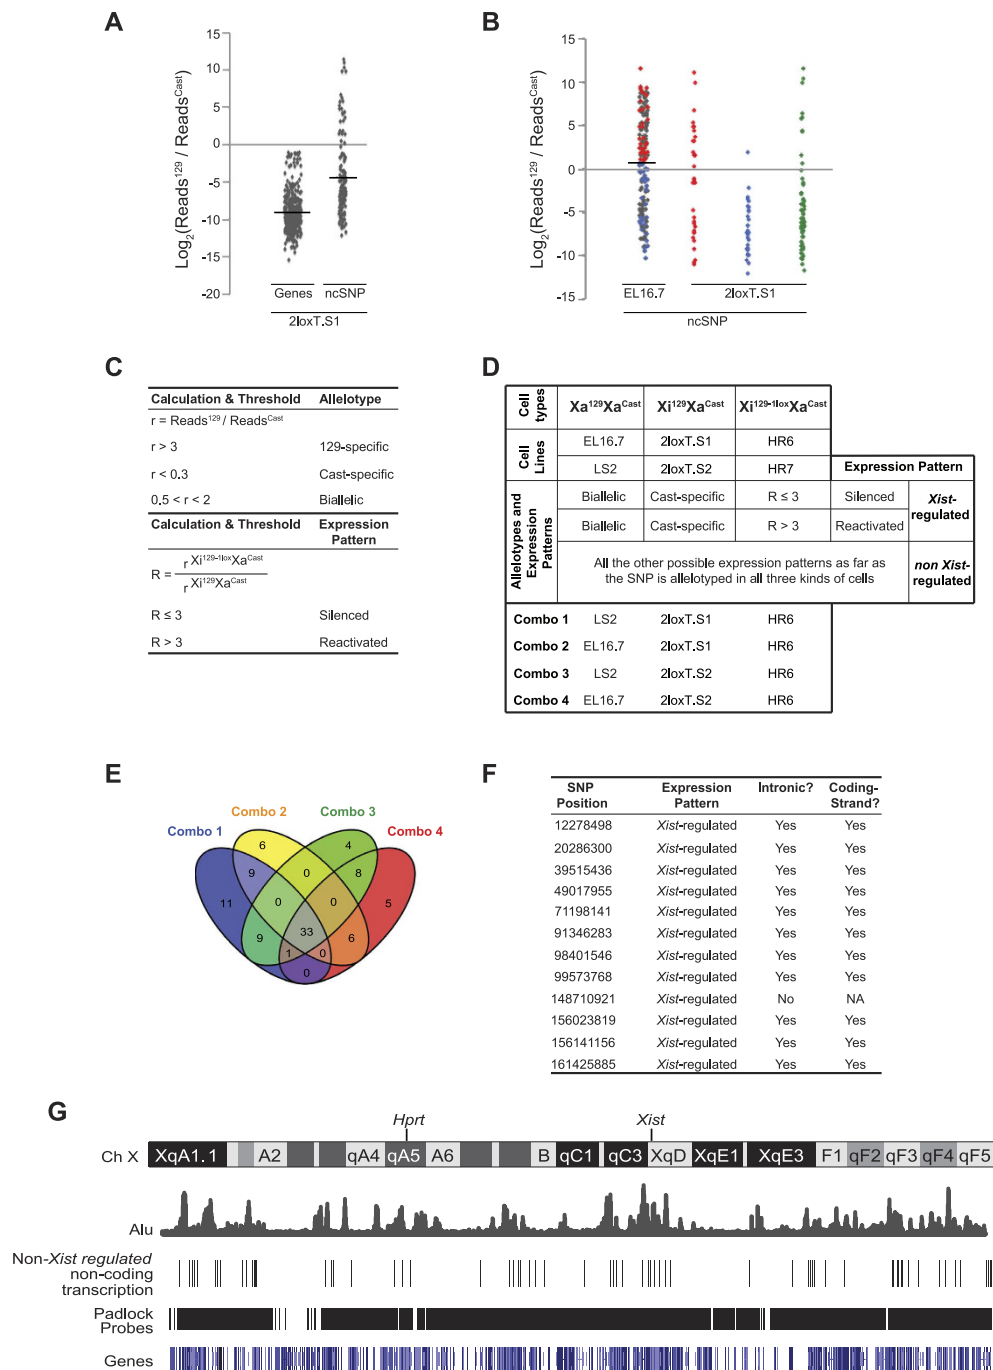 A
Log2(Reads129 / ReadsCast)
15
10
5
0
-5
-10
-15
-20
Genes
ncSNP
2loxT.S1
B
Log2(Reads129 / ReadsCast)
15
10
5
0
-5
-10
-15
EL16.7
2loxT.S1
ncSNP
C
Calculation & Threshold Allelotype
r = Reads129 / ReadsCast
r > 3 129-specific
r < 0.3 Cast-specific
0.5 < r < 2 Biallelic
Calculation & Threshold Expression Pattern
R = r Xi129-1loxXaCast / r Xi129XaCast
R ≤ 3 Silenced
R > 3 Reactivated
D
Cell types Xa129XaCast Xi129XaCast Xi129-1loxXaCast
Cell Lines EL16.7 2loxT.S1 HR6
LS2 2loxT.S2 HR7 Expression Pattern
Allelotypes and Expression Patterns
Biallelic Cast-specific R ≤ 3 Silenced Xist-regulated
Biallelic Cast-specific R > 3 Reactivated
All the other possible expression patterns as far as
the SNP is allelotyped in all three kinds of cells
non Xist-regulated
Combo 1 LS2 2loxT.S1 HR6
Combo 2 EL16.7 2loxT.S1 HR6
Combo 3 LS2 2loxT.S2 HR6
Combo 4 EL16.7 2loxT.S2 HR6
E
Combo 2 Combo 3
Combo 1 Combo 4
6 4
9 0 8
11 0 0 5
33
9 6
1 0
0
F
SNP Position Expression Pattern Intronic? Coding-Strand?
12278498 Xist-regulated Yes Yes
20286300 Xist-regulated Yes Yes
39515436 Xist-regulated Yes Yes
49017955 Xist-regulated Yes Yes
71198141 Xist-regulated Yes Yes
91346283 Xist-regulated Yes Yes
98401546 Xist-regulated Yes Yes
99573768 Xist-regulated Yes Yes
148710921 Xist-regulated No NA
156023819 Xist-regulated Yes Yes
156141156 Xist-regulated Yes Yes
161425885 Xist-regulated Yes Yes
G
Hprt Xist
Ch X XqA1.1 A2 qA4 qA5 A6 B qC1 qC3 XqD XqE1 XqE3 F1 qF2 qF3 qF4 qF5
Alu
Non-Xist regulated
non-coding
transcription
Padlock
Probes
Genes